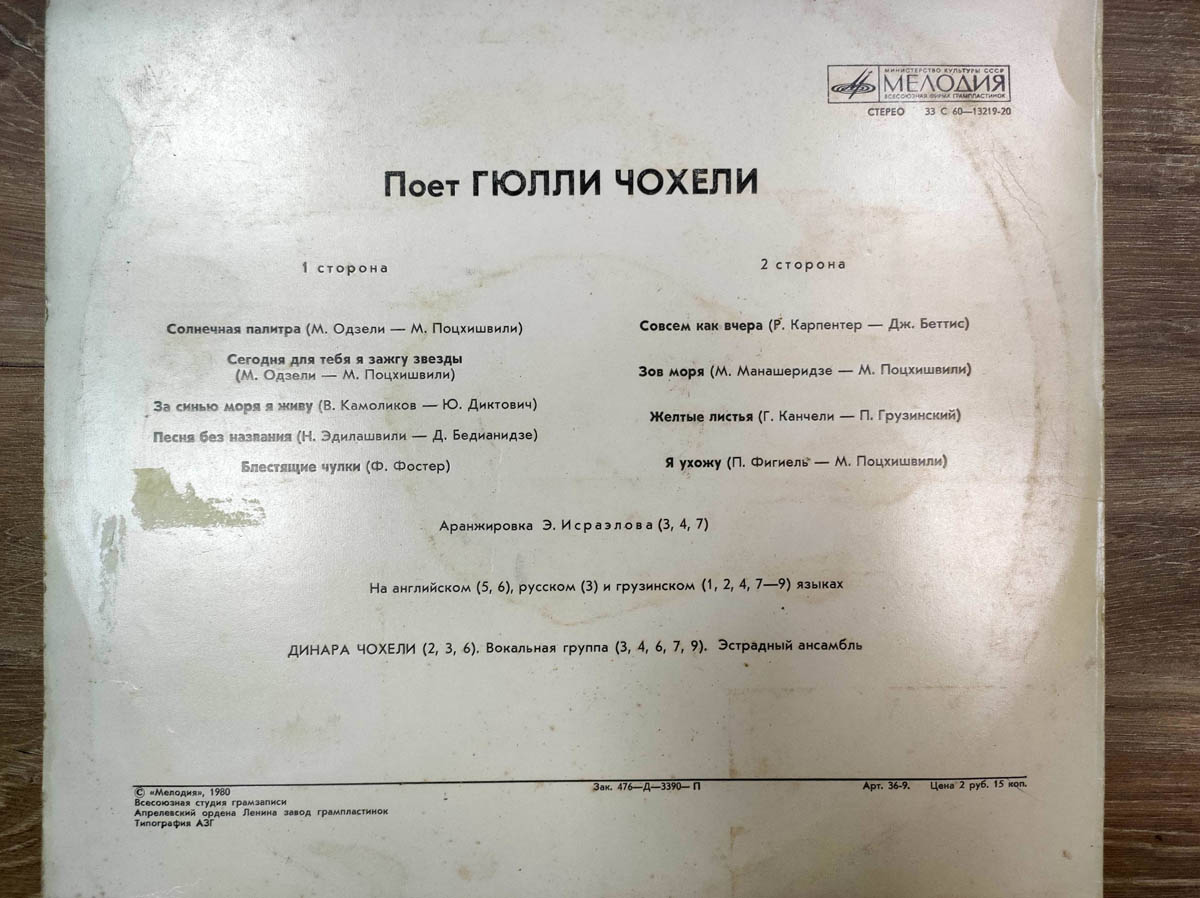 МИНИСТЕРСТВО КУЛЬТУРЫ СССР
МЕЛОДИЯ
ВСЕСОЮЗНАЯ ФИРМА ГРАМПЛАСТИНОК
СТЕРЕО 33 С 60—13219-20
Поет ГЮЛЛИ ЧОХЕЛИ
1 сторона
Солнечная палитра (М. Одзели — М. Поцхишвили)
Сегодня для тебя я зажгу звезды
(М. Одзели — М. Поцхишвили)
За синью моря я живу (В. Камоликов — Ю. Диктович)
Песня без названия (Н. Эдилашвили — Д. Бедианидзе)
Блестящие чулки (Ф. Фостер)
2 сторона
Совсем как вчера (Р. Карпентер — Дж. Беттис)
Зов моря (М. Манашеридзе — М. Поцхишвили)
Желтые листья (Г. Канчели — П. Грузинский)
Я ухожу (П. Фигиель — М. Поцхишвили)
Аранжировка Э. Исраэлова (3, 4, 7)
На английском (5, 6), русском (3) и грузинском (1, 2, 4, 7—9) языках
ДИНАРА ЧОХЕЛИ (2, 3, 6). Вокальная группа (3, 4, 6, 7, 9). Эстрадный ансамбль
© «Мелодия», 1980
Всесоюзная студия грамзаписи
Апрелевский ордена Ленина завод грампластинок
Типография АЗГ
Зак. 476—Д—3390—П
Арт. 36-9. Цена 2 руб. 15 коп.